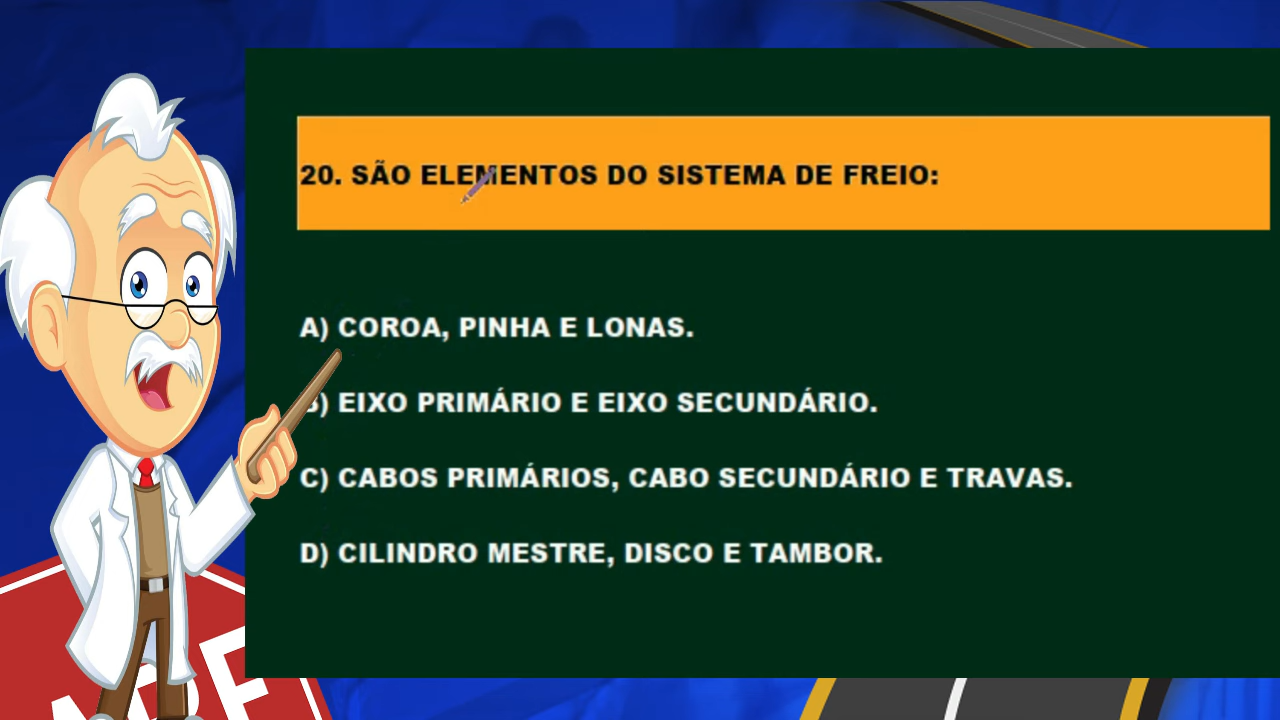 20. SÃO ELEMENTOS DO SISTEMA DE FREIO:
A) COROA, PINHA E LONAS.
B) EIXO PRIMÁRIO E EIXO SECUNDÁRIO.
C) CABOS PRIMÁRIOS, CABO SECUNDÁRIO E TRAVAS.
D) CILINDRO MESTRE, DISCO E TAMBOR.